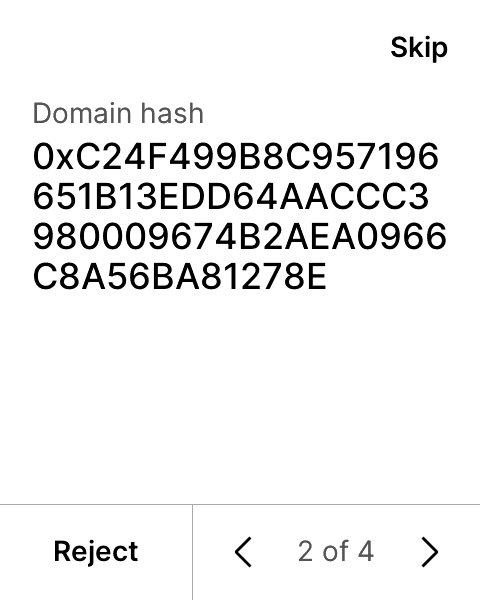 Skip
Domain hash
0xC24F499B8C957196
651B13EDD64AACCC3
980009674B2AEA0966
C8A56BA81278E
Reject
2 of 4